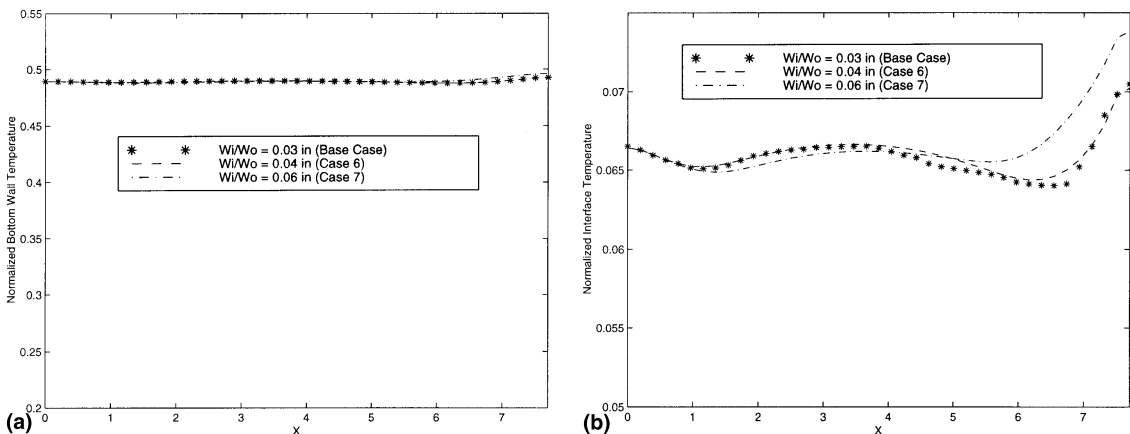 0.55
0.5
0.45
0.4
0.35
0.3
0.25
0.2
Normalized Bottom Wall Temperature
Wi/Wo = 0.03 in (Base Case)
Wi/Wo = 0.04 in (Case 6)
Wi/Wo = 0.06 in (Case 7)
0 1 2 3 4 5 6 7
X
(a)
0.07
0.065
0.06
0.055
0.05
Normalized Interface Temperature
Wi/Wo = 0.03 in (Base Case)
Wi/Wo = 0.04 in (Case 6)
Wi/Wo = 0.06 in (Case 7)
0 1 2 3 4 5 6 7
X
(b)